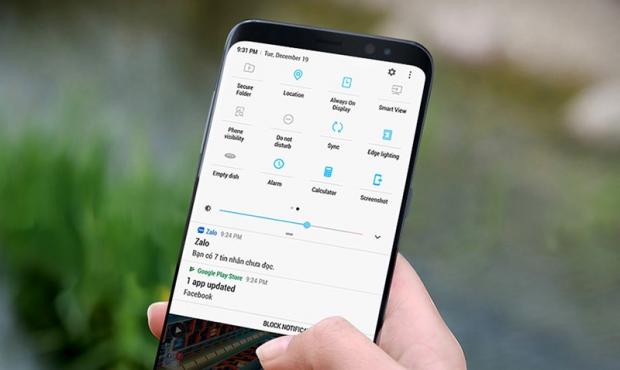 9:31 PM | Tue, December 19
Secure Folder
Location
Always On Display
Smart View
Phone visibility
Do not disturb
Sync
Edge lighting
Empty dish
Alarm
Calculator
Screenshot
Zalo 9:24 PM
Zalo
Bạn có 7 tin nhắn chưa đọc.
Google Play Store 9:24 PM
1 app updated
Facebook
BLOCK NOTIFICA